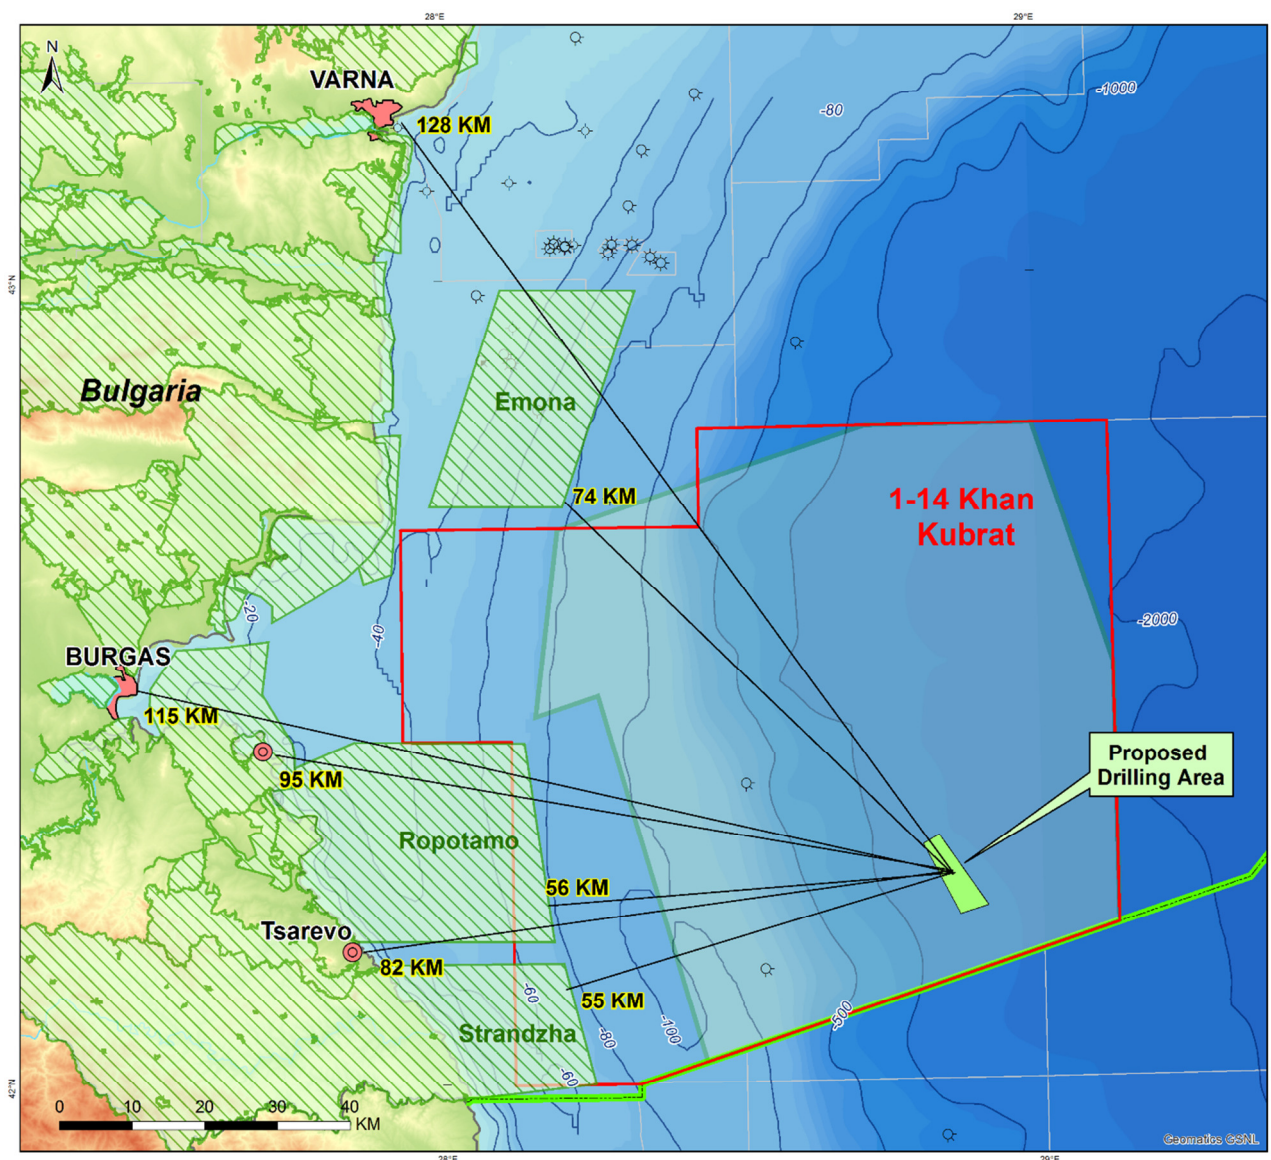 28°E
29°E
N
VARNA
128 KM
-80
-1000
43°N
Bulgaria
Emona
74 KM
1-14 Khan
Kubrat
-20
-40
-2000
BURGAS
115 KM
95 KM
Proposed
Drilling Area
Ropotamo
56 KM
Tsarevo
82 KM
55 KM
-60
-80
-100
-500
Strandzha
-60
42°N
0 10 20 30 40
KM
Geomatics GSNL
28°E
29°E